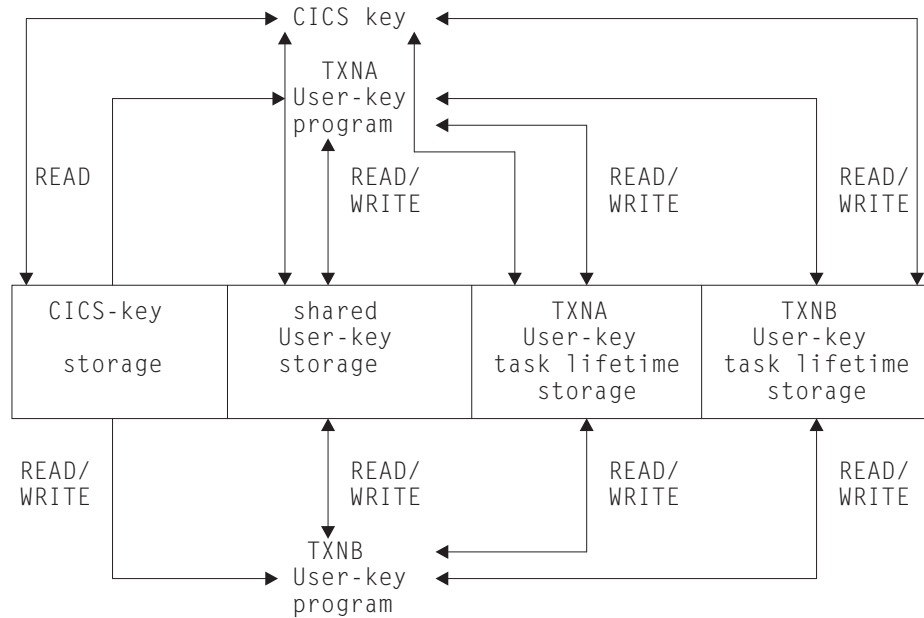 CICS key
TXNA
User-key
program
READ
READ/
WRITE
READ/
WRITE
READ/
WRITE
CICS-key
storage
shared
User-key
storage
TXNA
User-key
task lifetime
storage
TXNB
User-key
task lifetime
storage
READ/
WRITE
READ/
WRITE
READ/
WRITE
READ/
WRITE
TXNB
User-key
program